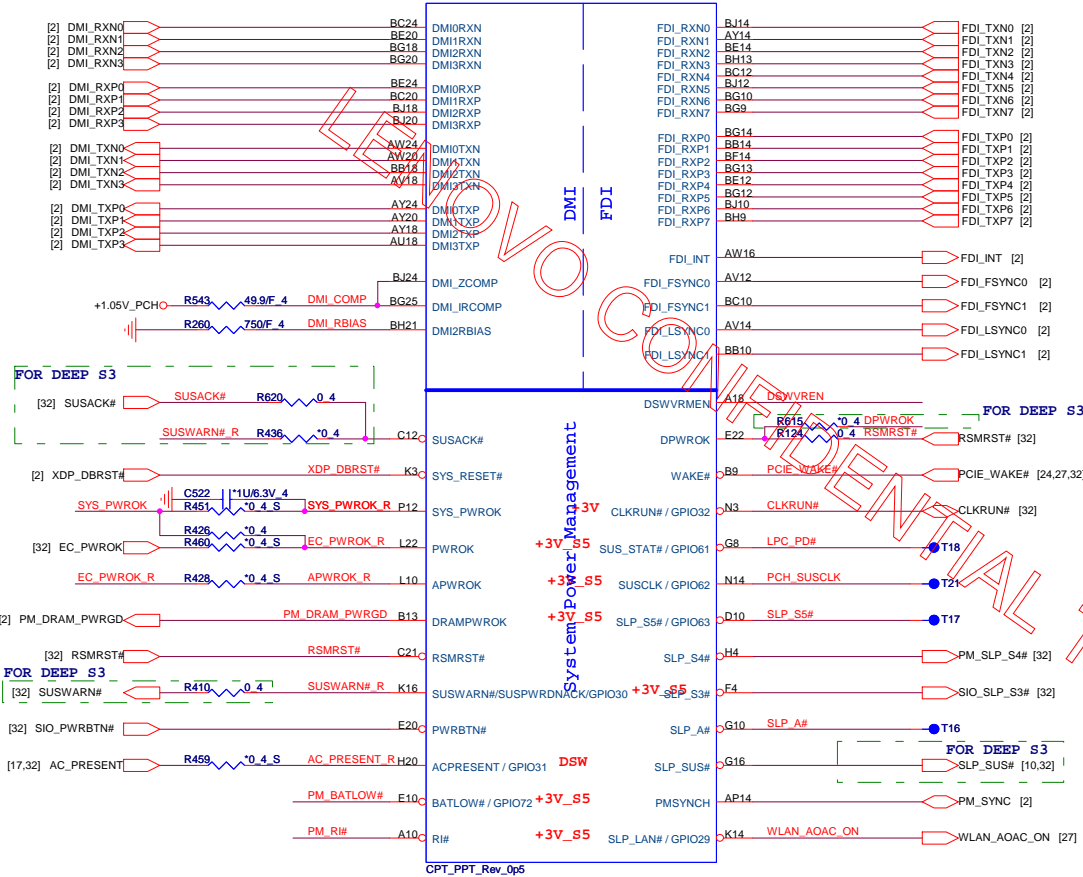 [2] DMI_RXN0 BC24 DMI0RXN FDI_RXN0 BJ14 FDI_TXN0 [2]
[2] DMI_RXN1 BE20 DMI1RXN FDI_RXN1 AY14 FDI_TXN1 [2]
[2] DMI_RXN2 BG18 DMI2RXN FDI_RXN2 BE14 FDI_TXN2 [2]
[2] DMI_RXN3 BG20 DMI3RXN FDI_RXN3 BH13 FDI_TXN3 [2]
FDI_RXN4 BC12 FDI_TXN4 [2]
[2] DMI_RXP0 BE24 DMI0RXP FDI_RXN5 BJ12 FDI_TXN5 [2]
[2] DMI_RXP1 BC20 DMI1RXP FDI_RXN6 BG10 FDI_TXN6 [2]
[2] DMI_RXP2 BJ18 DMI2RXP FDI_RXN7 BG9 FDI_TXN7 [2]
[2] DMI_RXP3 BJ20 DMI3RXP
FDI_RXP0 BG14 FDI_TXP0 [2]
[2] DMI_TXN0 AW24 DMI0TXN FDI_RXP1 BB14 FDI_TXP1 [2]
[2] DMI_TXN1 AW20 DMI1TXN FDI_RXP2 BF14 FDI_TXP2 [2]
[2] DMI_TXN2 BB18 DMI2TXN FDI_RXP3 BG13 FDI_TXP3 [2]
[2] DMI_TXN3 AV18 DMI3TXN FDI_RXP4 BE12 FDI_TXP4 [2]
FDI_RXP5 BG12 FDI_TXP5 [2]
[2] DMI_TXP0 AY24 DMI0TXP FDI_RXP6 BJ10 FDI_TXP6 [2]
[2] DMI_TXP1 AY20 DMI1TXP FDI_RXP7 BH9 FDI_TXP7 [2]
[2] DMI_TXP2 AY18 DMI2TXP
[2] DMI_TXP3 AU18 DMI3TXP
DMI FDI
FDI_INT AW16 FDI_INT [2]
BJ24 DMI_ZCOMP FDI_FSYNC0 AV12 FDI_FSYNC0 [2]
+1.05V_PCH R543 49.9/F_4 DMI_COMP BG25 DMI_IRCOMP FDI_FSYNC1 BC10 FDI_FSYNC1 [2]
R260 750/F_4 DMI_RBIAS BH21 DMI2RBIAS FDI_LSYNC0 AV14 FDI_LSYNC0 [2]
FDI_LSYNC1 BB10 FDI_LSYNC1 [2]
LENOVO CONFIDENTIAL
FOR DEEP S3
[32] SUSACK# SUSACK# R620 0_4 DSWVRMEN A18 DSWVREN
FOR DEEP S3
R615 *0_4 DPWROK
SUSWARN#_R R436 *0_4 C12 SUSACK# DPWROK E22 R124 0_4 RSMRST# RSMRST# [32]
[2] XDP_DBRST# XDP_DBRST# K3 SYS_RESET# WAKE# B9 PCIE_WAKE# PCIE_WAKE# [24,27,32]
C522 *1U/6.3V_4
SYS_PWROK R451 *0_4_S SYS_PWROK_R P12 SYS_PWROK +3V CLKRUN# / GPIO32 N3 CLKRUN# CLKRUN# [32]
R426 *0_4
[32] EC_PWROK R460 *0_4_S EC_PWROK_R L22 PWROK +3V_S5 SUS_STAT# / GPIO61 G8 LPC_PD# T18
EC_PWROK_R R428 *0_4_S APWROK_R L10 APWROK +3V_S5 SUSCLK / GPIO62 N14 PCH_SUSCLK T21
[2] PM_DRAM_PWRGD PM_DRAM_PWRGD B13 DRAMPWROK +3V_S5 SLP_S5# / GPIO63 D10 SLP_S5# T17
System Power Management
[32] RSMRST# RSMRST# C21 RSMRST# SLP_S4# H4 PM_SLP_S4# [32]
FOR DEEP S3
[32] SUSWARN# R410 0_4 SUSWARN#_R K16 SUSWARN#/SUSPWRDNACK/GPIO30 +3V_S5 SLP_S3# F4 SIO_SLP_S3# [32]
[32] SIO_PWRBTN# E20 PWRBTN# SLP_A# G10 SLP_A# T16
FOR DEEP S3
[17,32] AC_PRESENT R459 *0_4_S AC_PRESENT_R H20 ACPRESENT / GPIO31 DSW SLP_SUS# G16 SLP_SUS# [10,32]
PM_BATLOW# E10 BATLOW# / GPIO72 +3V_S5 PMSYNCH AP14 PM_SYNC [2]
PM_RI# A10 RI# +3V_S5 SLP_LAN# / GPIO29 K14 WLAN_AOAC_ON WLAN_AOAC_ON [27]
CPT_PPT_Rev_0p5